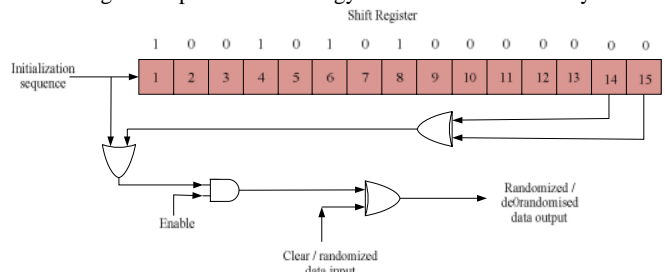 Shift Register
1 0 0 1 0 1 0 1 0 0 0 0 0 0 0
Initialization
sequence
1 2 3 4 5 6 7 8 9 10 11 12 13 14 15
Enable
Randomized /
de0randomised
data output
Clear / randomized
data input